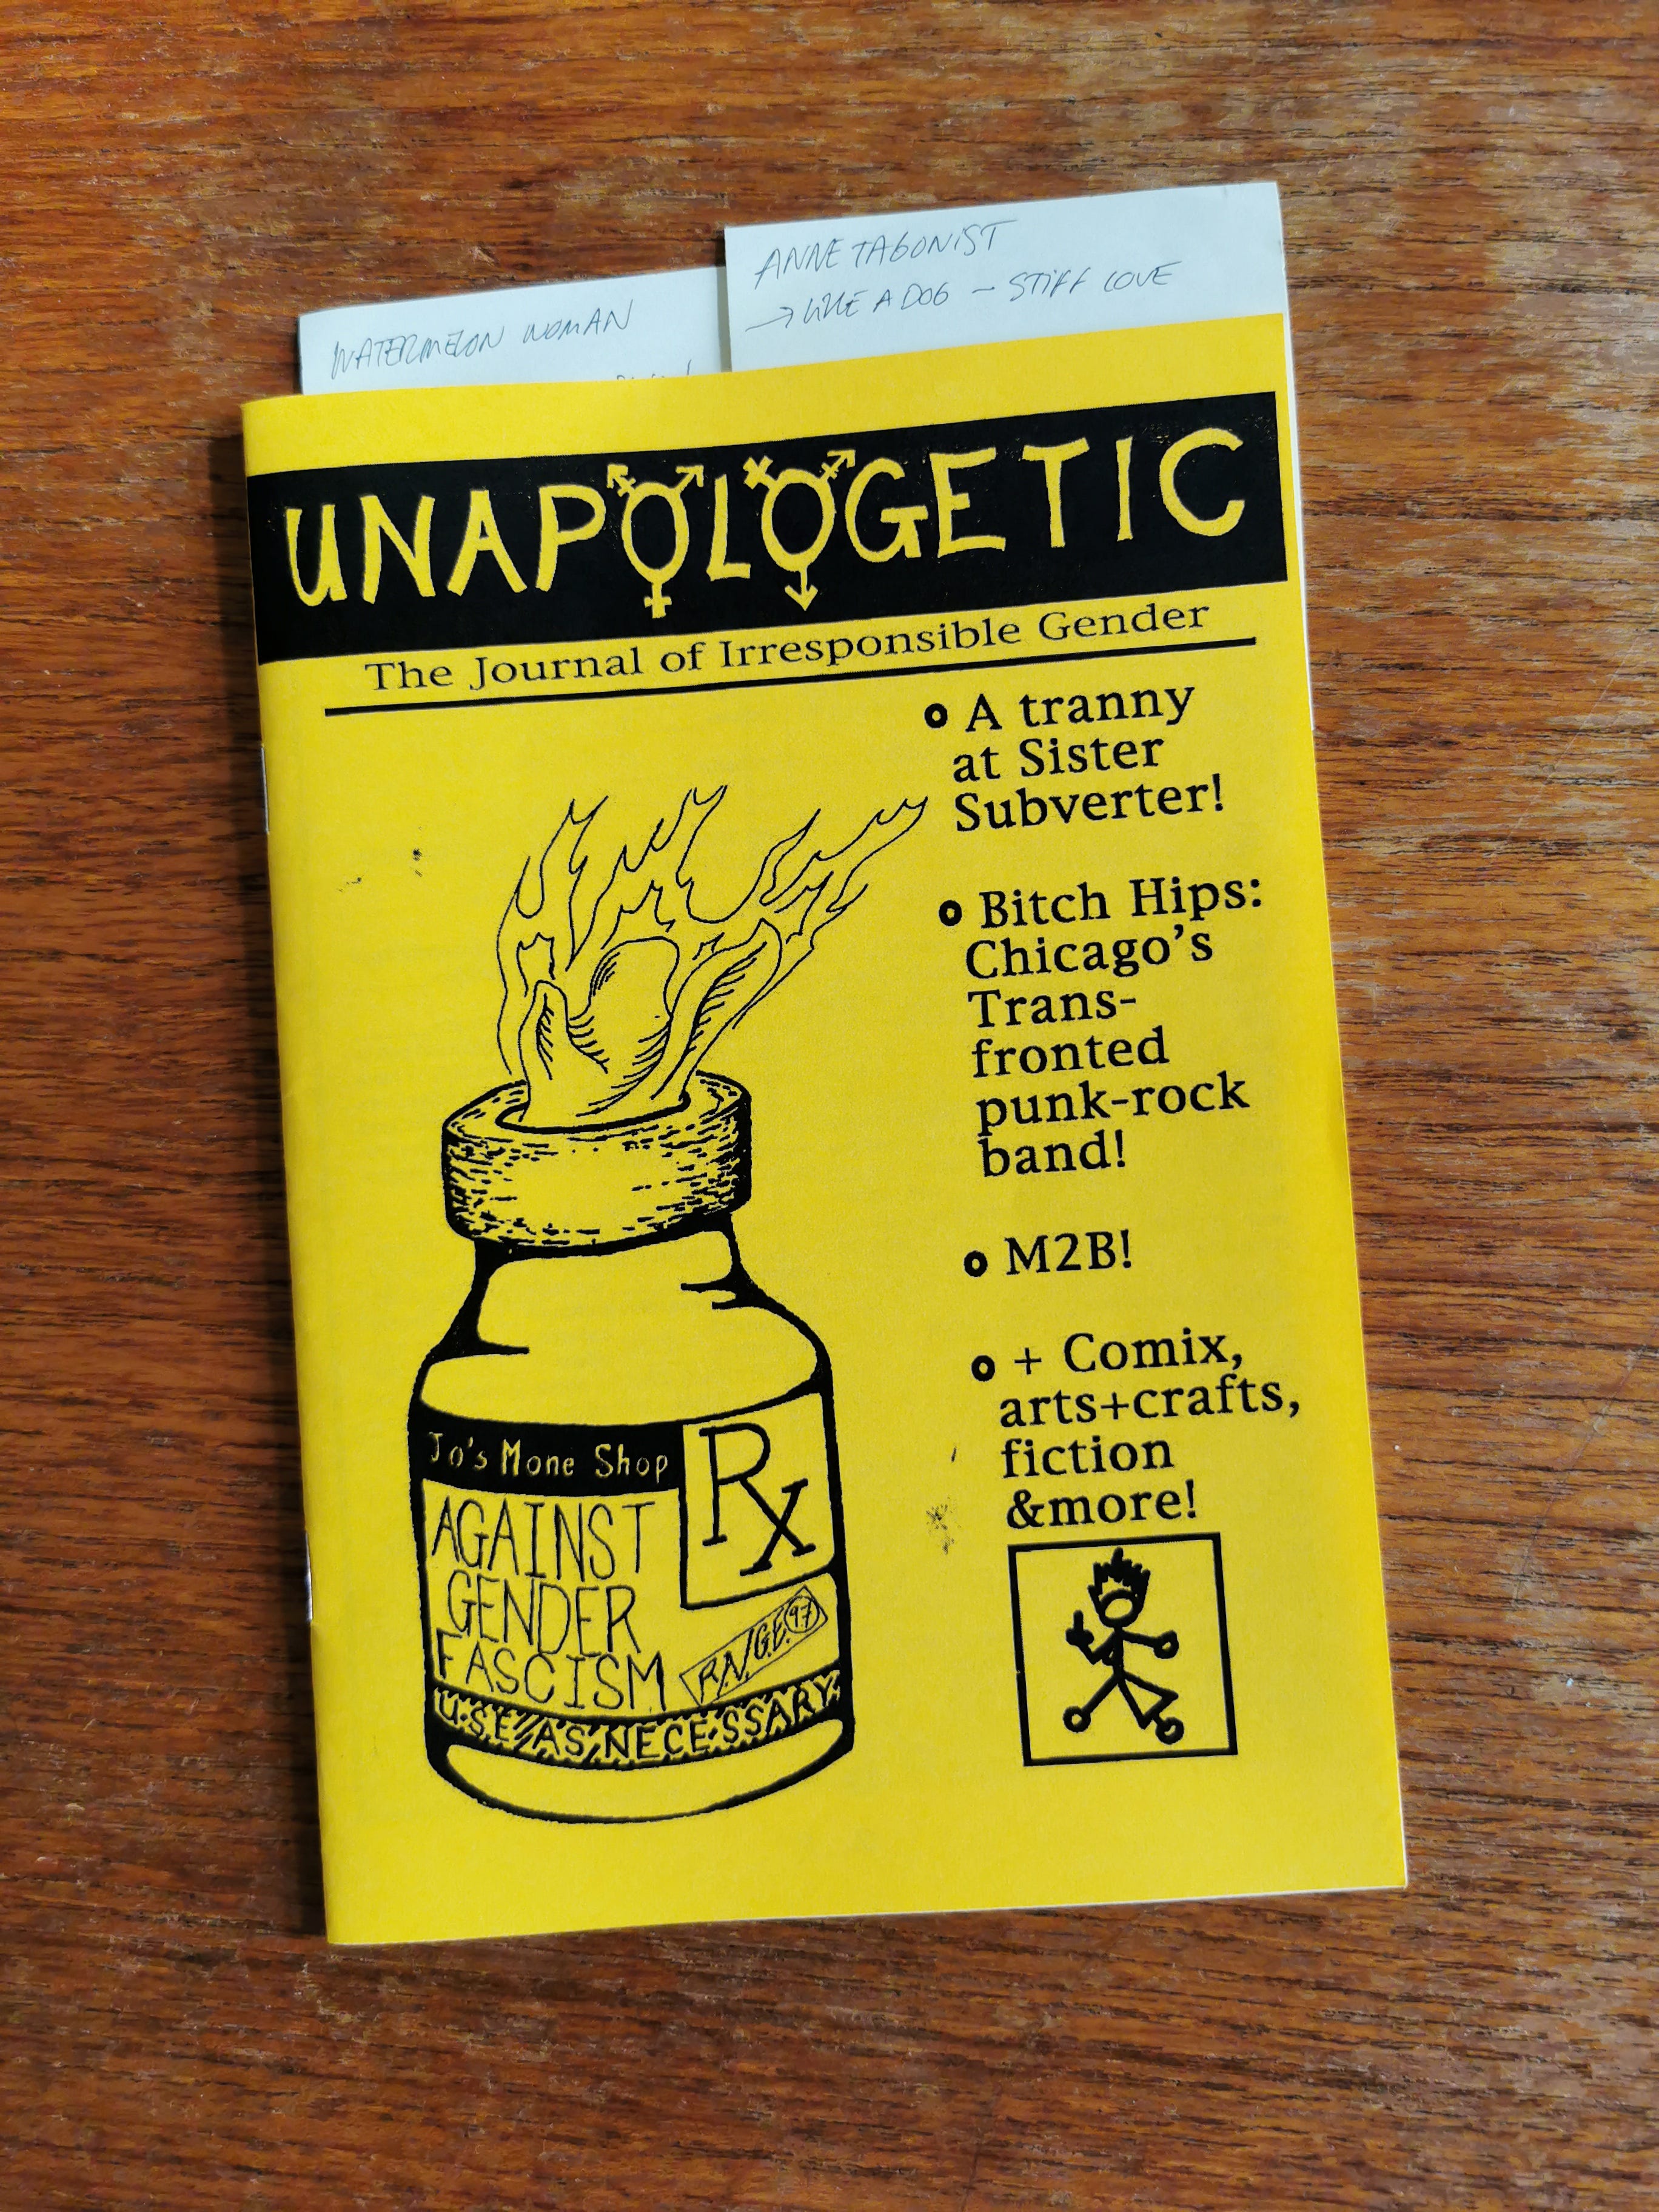 WATERMELON WOMAN
ANNE TAGONIST
→ LIKE A DOG - STIFF LOVE
UNAPOLOGETIC
The Journal of Irresponsible Gender
A tranny
at Sister
Subverter!
Bitch Hips:
Chicago's
Trans-
fronted
punk-rock
band!
M2B!
+ Comix,
arts+crafts,
fiction
&more!
Jo's Mone Shop
Rx
AGAINST
GENDER
FASCISM
97
USE AS NECESSARY